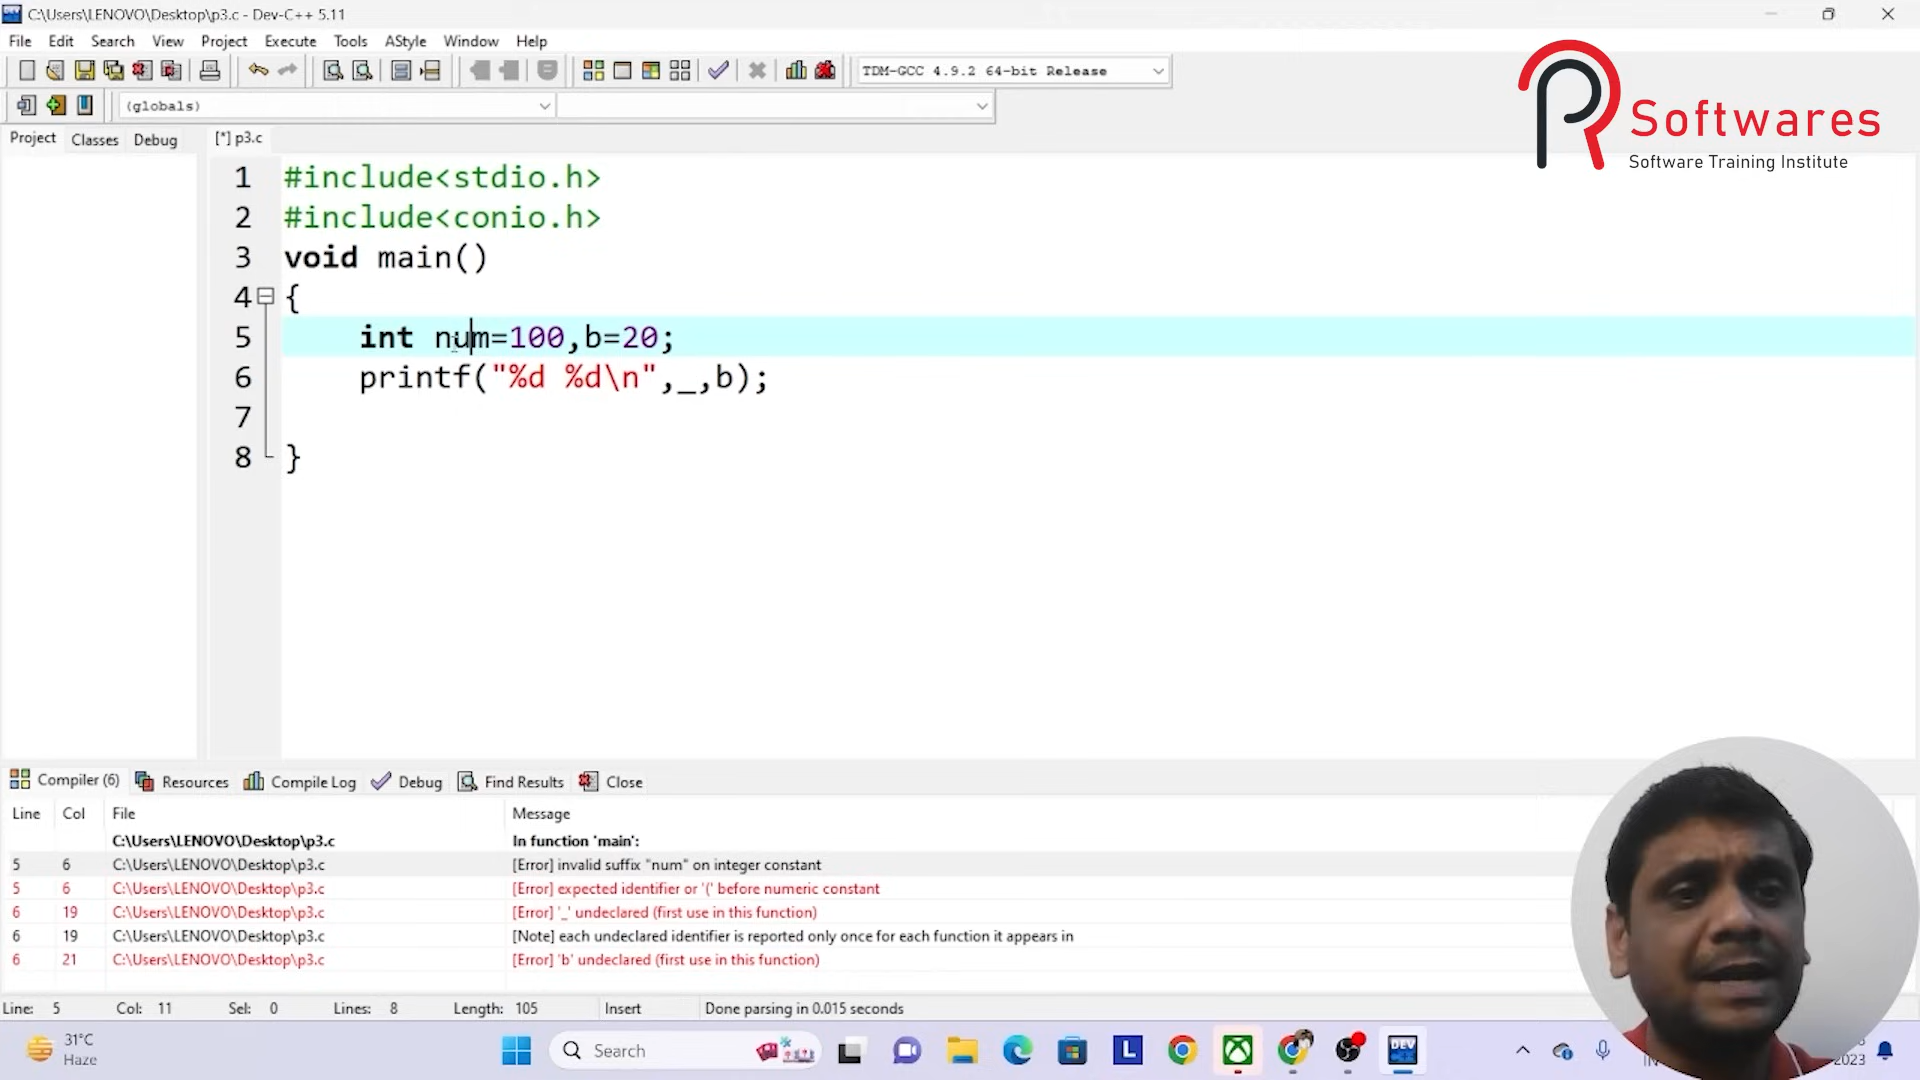 C:\Users\LENOVO\Desktop\p3.c - Dev-C++ 5.11
File Edit Search View Project Execute Tools AStyle Window Help
TDM-GCC 4.9.2 64-bit Release
(globals)
Project Classes Debug [*] p3.c
Softwares
Software Training Institute
1 #include<stdio.h>
2 #include<conio.h>
3 void main()
4 {
5 int num=100,b=20;
6 printf("%d %d\n",_,b);
7
8 }
Compiler (6) Resources Compile Log Debug Find Results Close
Line Col File Message
C:\Users\LENOVO\Desktop\p3.c In function 'main':
5 6 C:\Users\LENOVO\Desktop\p3.c [Error] invalid suffix "num" on integer constant
5 6 C:\Users\LENOVO\Desktop\p3.c [Error] expected identifier or '(' before numeric constant
6 19 C:\Users\LENOVO\Desktop\p3.c [Error] '_' undeclared (first use in this function)
6 19 C:\Users\LENOVO\Desktop\p3.c [Note] each undeclared identifier is reported only once for each function it appears in
6 21 C:\Users\LENOVO\Desktop\p3.c [Error] 'b' undeclared (first use in this function)
Line: 5 Col: 11 Sel: 0 Lines: 8 Length: 105 Insert Done parsing in 0.015 seconds
31°C
Haze
Search
L
DEV
2023